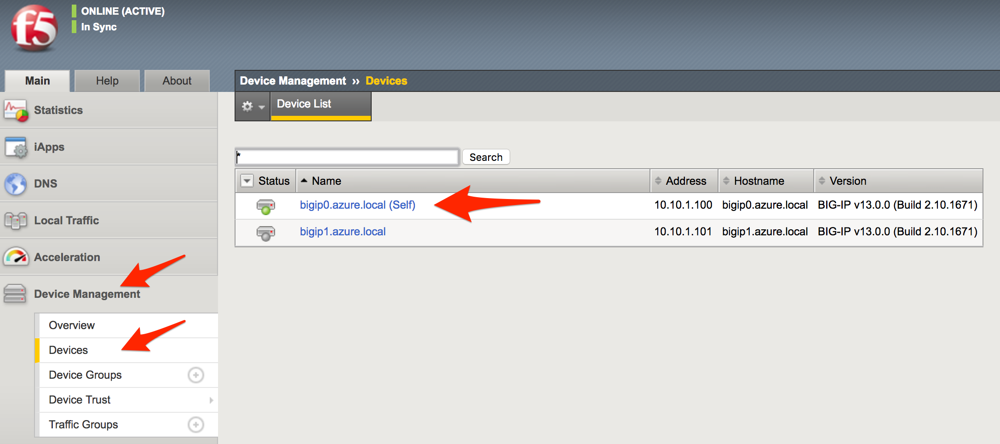 f5
ONLINE (ACTIVE)
In Sync
Main Help About
Device Management ›› Devices
Device List
Statistics
iApps
DNS
Local Traffic
Acceleration
Device Management
Overview
Devices
Device Groups
Device Trust
Traffic Groups
* Search
Status Name Address Hostname Version
bigip0.azure.local (Self) 10.10.1.100 bigip0.azure.local BIG-IP v13.0.0 (Build 2.10.1671)
bigip1.azure.local 10.10.1.101 bigip1.azure.local BIG-IP v13.0.0 (Build 2.10.1671)